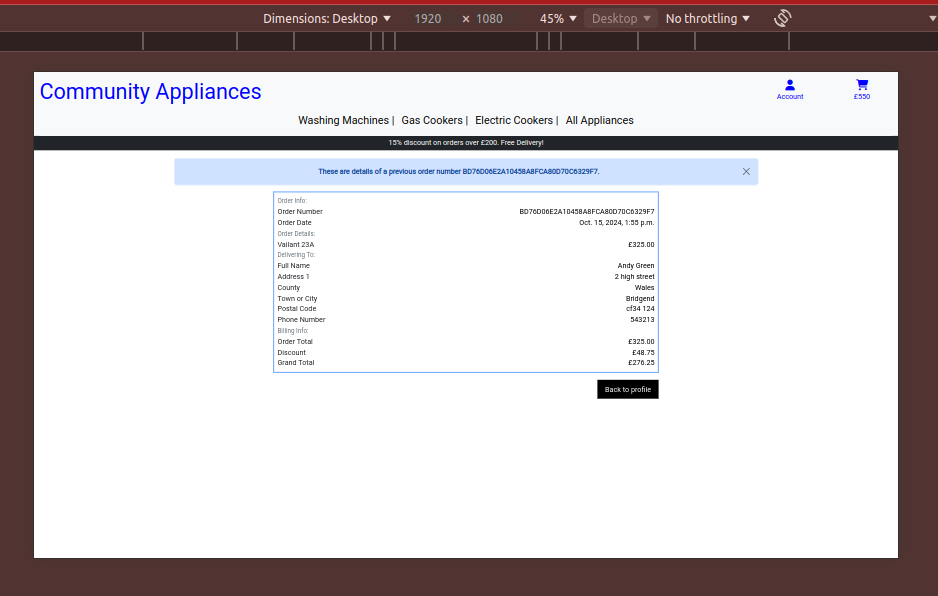 Dimensions: Desktop 1920 × 1080 45% Desktop No throttling
Community Appliances
Account £550
Washing Machines | Gas Cookers | Electric Cookers | All Appliances
15% discount on orders over £200. Free Delivery!
These are details of a previous order number BD76D06E2A10458A8FCA80D70C6329F7.
Order Info:
Order Number BD76D06E2A10458A8FCA80D70C6329F7
Order Date Oct. 15, 2024, 1:55 p.m.
Order Details:
Vailant 23A £325.00
Delivering To:
Full Name Andy Green
Address 1 2 high street
County Wales
Town or City Bridgend
Postal Code cf34 124
Phone Number 543213
Billing Info:
Order Total £325.00
Discount £48.75
Grand Total £276.25
Back to profile